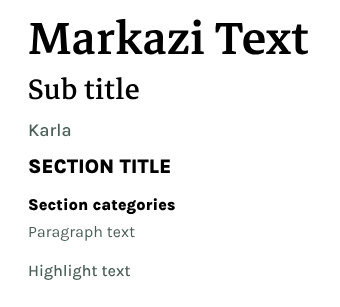 Markazi Text
Sub title
Karla
SECTION TITLE
Section categories
Paragraph text
Highlight text